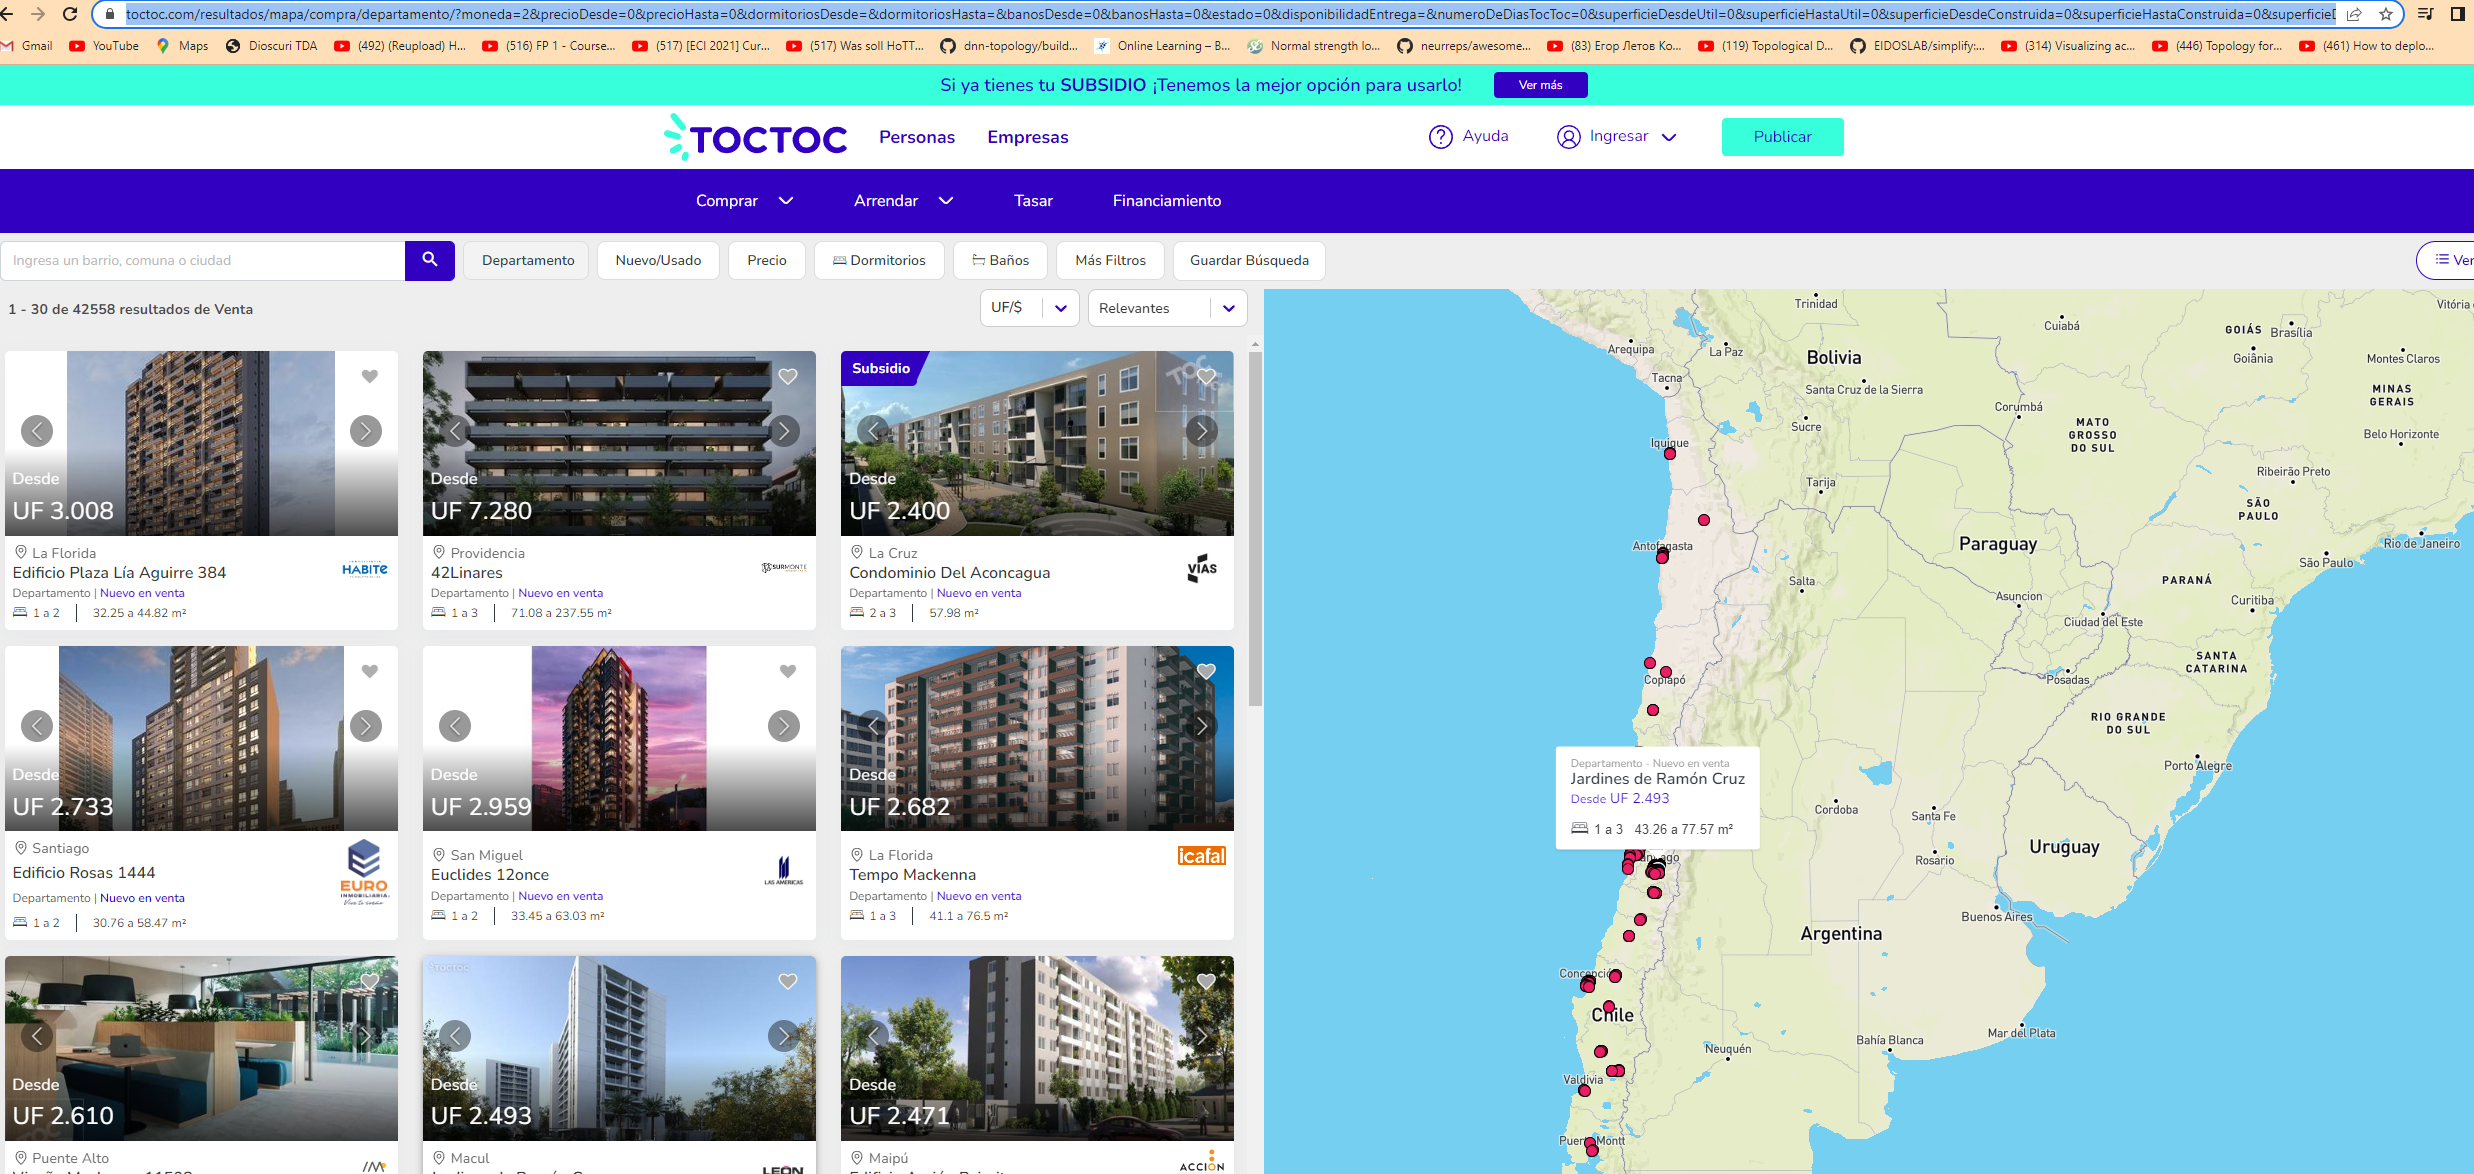 toctoc.com/resultados/mapa/compra/departamento/?moneda=2&precioDesde=0&precioHasta=0&dormitoriosDesde=&dormitoriosHasta=&banosDesde=0&banosHasta=0&estado=0&disponibilidadEntrega=&numeroDeDiasTocToc=0&superficieDesdeUtil=0&superficieHastaUtil=0&superficieDesdeConstruida=0&superficieHastaConstruida=0&superficieD
Gmail YouTube Maps Dioscuri TDA (492) (Reupload) H... (516) FP 1 - Course... (517) [ECI 2021] Cur... (517) Was soll HoTT... dnn-topology/build... Online Learning – B... Normal strength lo... neurreps/awesome... (83) Егор Летов Ко... (119) Topological D... EIDOSLAB/simplify:... (314) Visualizing ac... (446) Topology for... (461) How to deplo...
Si ya tienes tu SUBSIDIO ¡Tenemos la mejor opción para usarlo! Ver más
TOCTOC Personas Empresas Ayuda Ingresar Publicar
Comprar Arrendar Tasar Financiamiento
Ingresa un barrio, comuna o ciudad Departamento Nuevo/Usado Precio Dormitorios Baños Más Filtros Guardar Búsqueda Ver
1 - 30 de 42558 resultados de Venta UF/$ Relevantes
Desde
UF 3.008
La Florida
Edificio Plaza Lía Aguirre 384
HABITE
Departamento | Nuevo en venta
1 a 2 32.25 a 44.82 m²
Desde
UF 7.280
Providencia
42Linares
SURMONTE
Departamento | Nuevo en venta
1 a 3 71.08 a 237.55 m²
Subsidio
TOC
Desde
UF 2.400
La Cruz
Condominio Del Aconcagua
VÍAS
Departamento | Nuevo en venta
2 a 3 57.98 m²
Desde
UF 2.733
Santiago
Edificio Rosas 1444
EURO
INMOBILIARIA
Departamento | Nuevo en venta
1 a 2 30.76 a 58.47 m²
Desde
UF 2.959
San Miguel
Euclides 12once
LAS AMERICAS
Departamento | Nuevo en venta
1 a 2 33.45 a 63.03 m²
Desde
UF 2.682
La Florida
Tempo Mackenna
icafal
Departamento | Nuevo en venta
1 a 3 41.1 a 76.5 m²
Desde
UF 2.610
Puente Alto
Desde
UF 2.493
Macul
LEÓN
TOCTOC
Desde
UF 2.471
Maipú
ACCIÓN
Trinidad
Vitória
Cuiabá
GOIÁS
Brasília
Arequipa
La Paz
Bolivia
Goiânia
Montes Claros
Tacna
Santa Cruz de la Sierra
MINAS
GERAIS
Corumbá
MATO
GROSSO
DO SUL
Sucre
Belo Horizonte
Iquique
Ribeirão Preto
Tarija
SÃO
PAULO
Antofagasta
Paraguay
Rio de Janeiro
São Paulo
Salta
PARANÁ
Asuncion
Curitiba
Ciudad del Este
SANTA
CATARINA
Copiapó
Posadas
RIO GRANDE
DO SUL
Departamento - Nuevo en venta
Jardines de Ramón Cruz
Desde UF 2.493
1 a 3 43.26 a 77.57 m²
Porto Alegre
Cordoba
Santa Fe
Uruguay
Rosario
Buenos Aires
Argentina
Concepción
Chile
Mar del Plata
Bahía Blanca
Neuquén
Valdivia
Puerto Montt